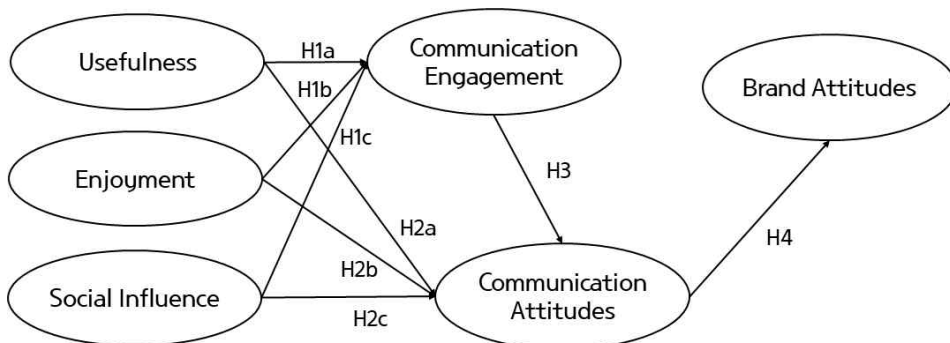 Usefulness
H1a
Communication
Engagement
H1b
Brand Attitudes
H1c
Enjoyment
H3
H2a
H4
H2b
Social Influence
H2c
Communication
Attitudes